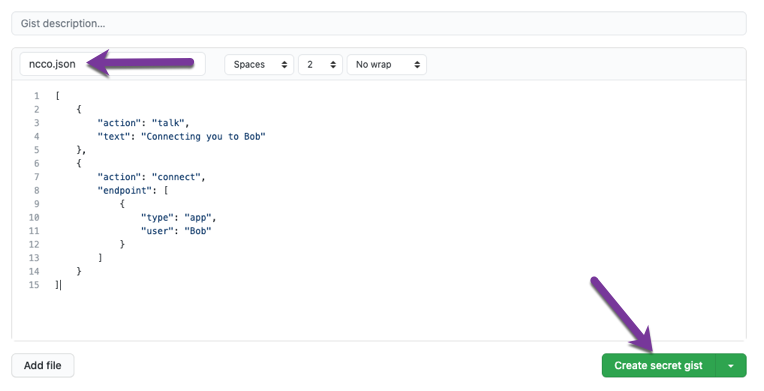 Gist description...
ncco.json Spaces 2 No wrap
1 [
2     {
3         "action": "talk",
4         "text": "Connecting you to Bob"
5     },
6     {
7         "action": "connect",
8         "endpoint": [
9             {
10                 "type": "app",
11                 "user": "Bob"
12             }
13         ]
14     }
15 ]
Add file Create secret gist